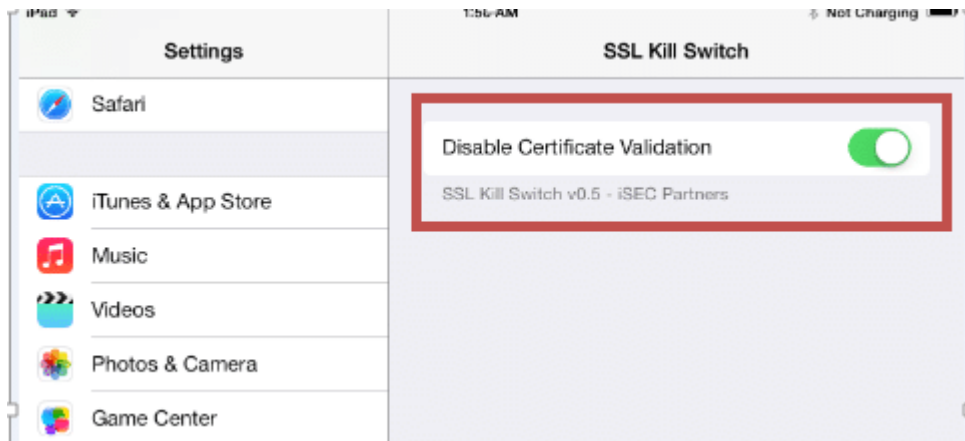 iPad
1:50 AM
Not Charging
Settings
SSL Kill Switch
Safari
Disable Certificate Validation
SSL Kill Switch v0.5 - iSEC Partners
iTunes & App Store
Music
Videos
Photos & Camera
Game Center